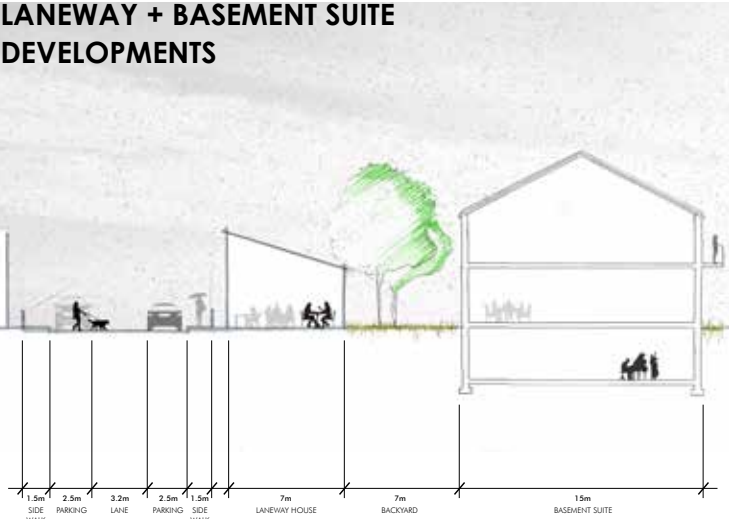 LANEWAY + BASEMENT SUITE
DEVELOPMENTS
1.5m 2.5m 3.2m 2.5m 1.5m 7m 7m 15m
SIDE PARKING LANE PARKING SIDE LANEWAY HOUSE BACKYARD BASEMENT SUITE